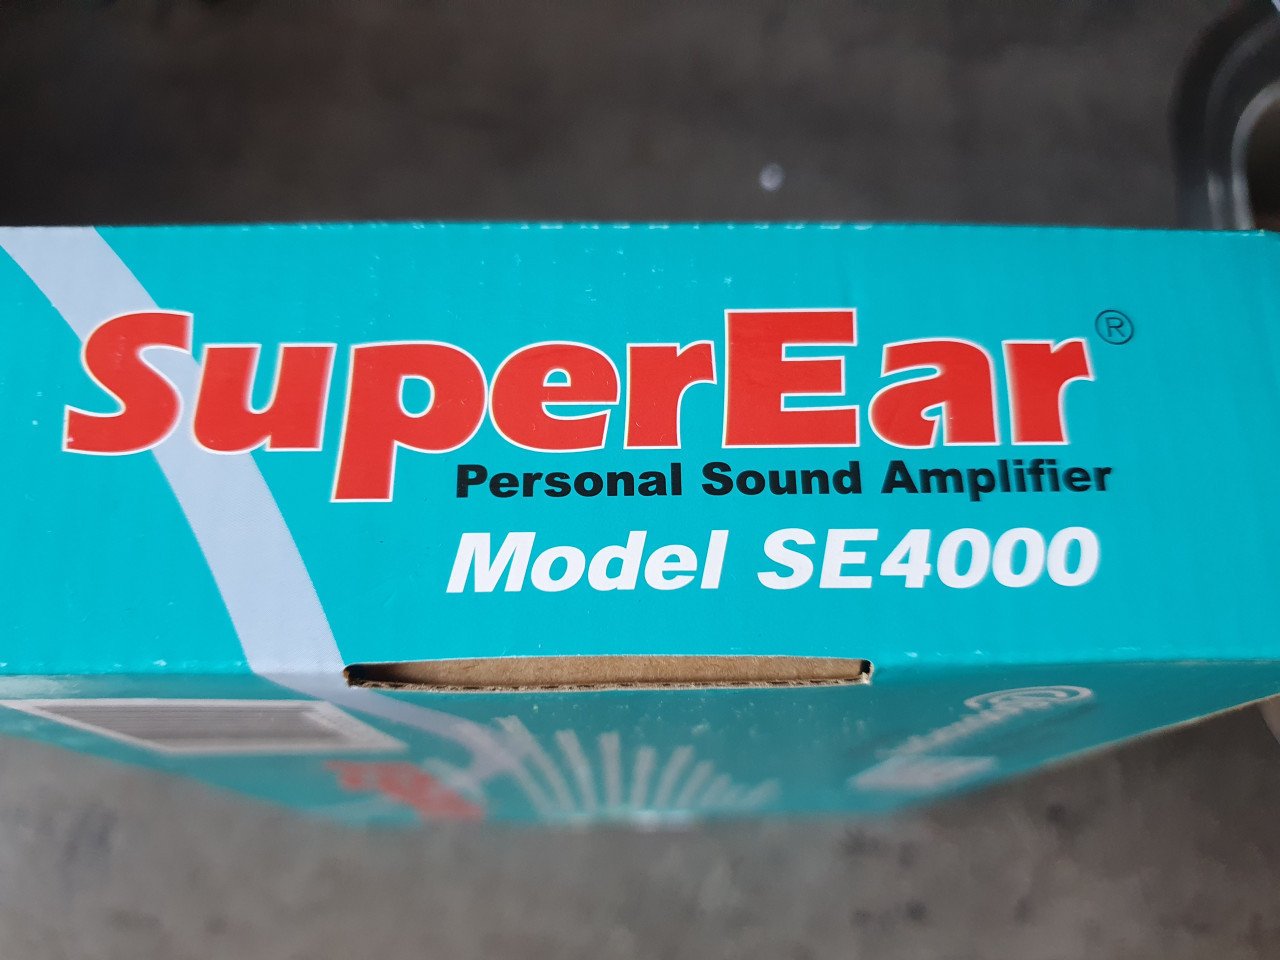 SuperEar®
Personal Sound Amplifier
Model SE4000